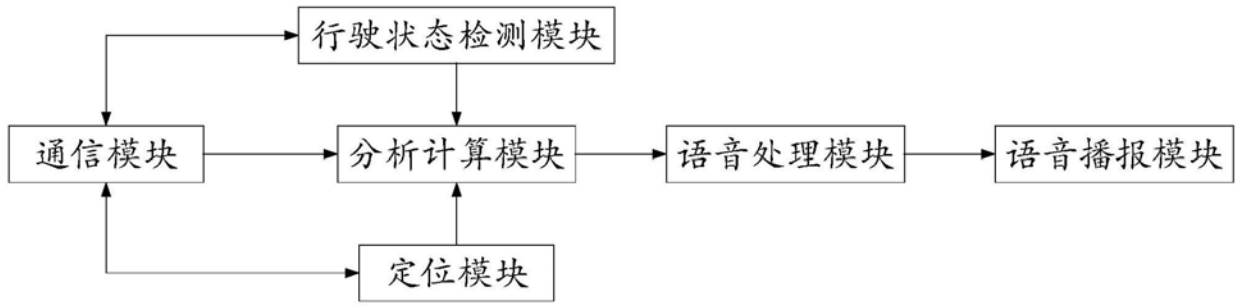 行驶状态检测模块
通信模块
分析计算模块
语音处理模块
语音播报模块
定位模块